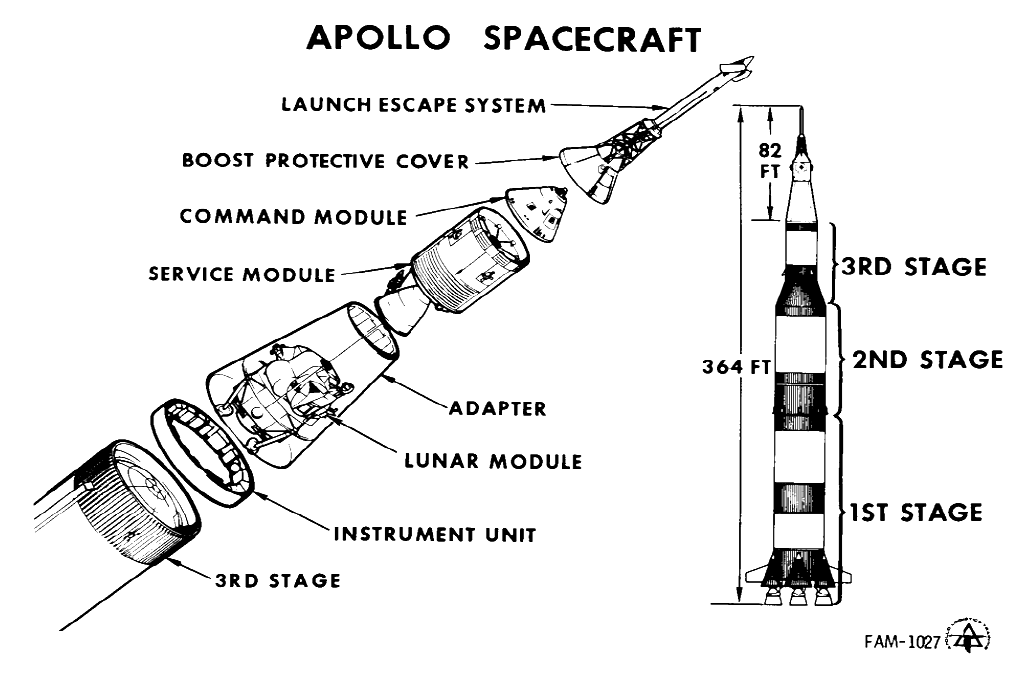 APOLLO SPACECRAFT
LAUNCH ESCAPE SYSTEM
BOOST PROTECTIVE COVER
COMMAND MODULE
SERVICE MODULE
ADAPTER
LUNAR MODULE
INSTRUMENT UNIT
3RD STAGE
82
FT
364 FT
3RD STAGE
2ND STAGE
1ST STAGE
FAM-1027